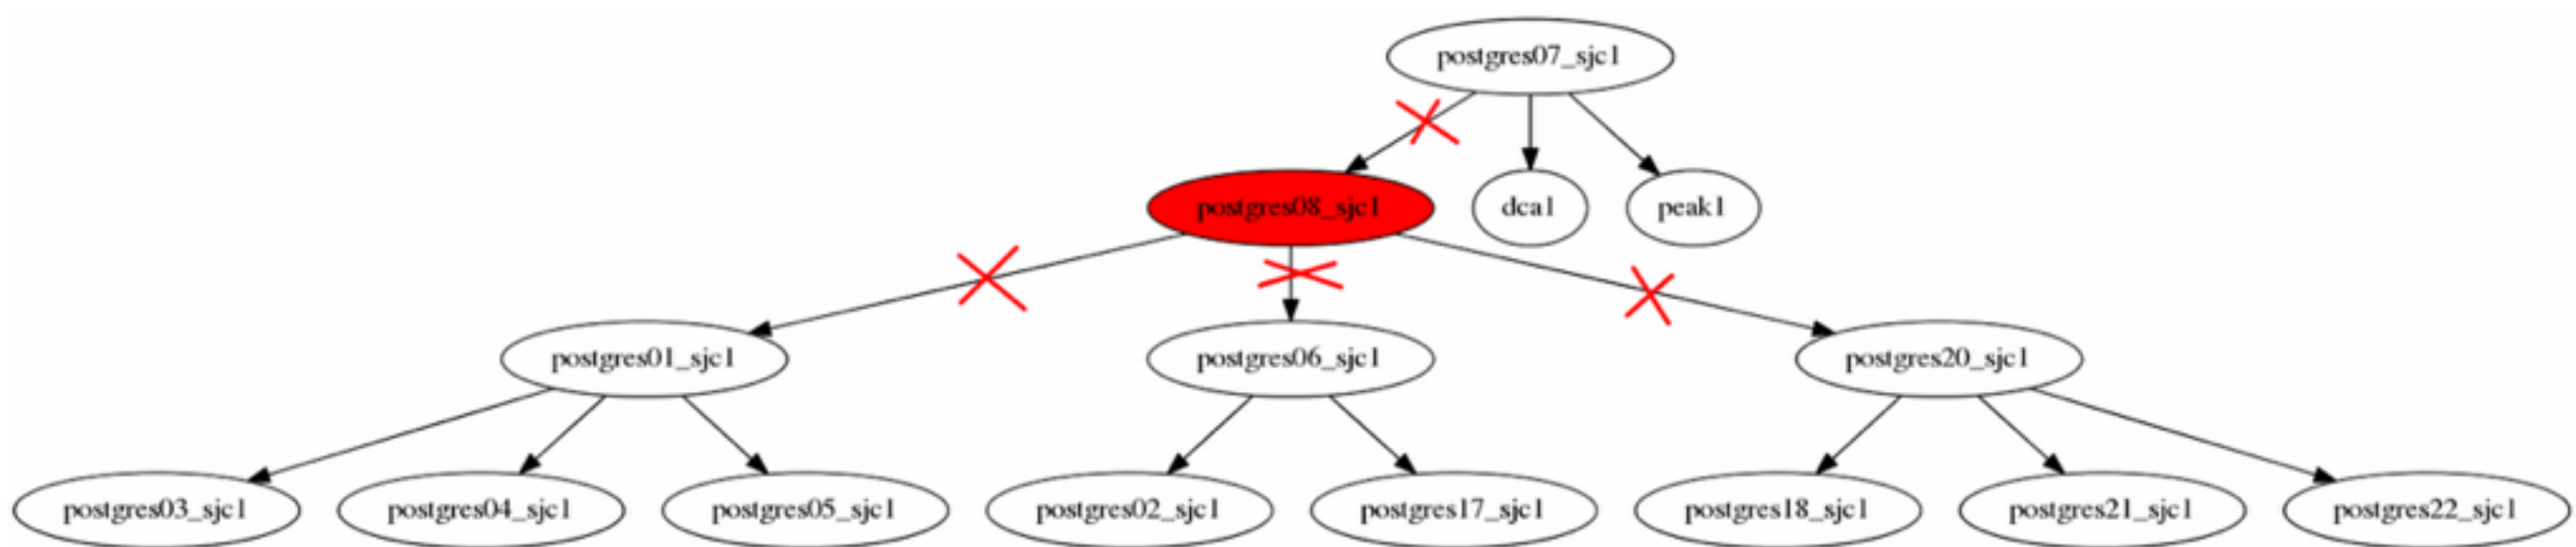 postgres07_sjc1
postgres08_sjc1
dca1
peak1
postgres01_sjc1
postgres06_sjc1
postgres20_sjc1
postgres03_sjc1
postgres04_sjc1
postgres05_sjc1
postgres02_sjc1
postgres17_sjc1
postgres18_sjc1
postgres21_sjc1
postgres22_sjc1